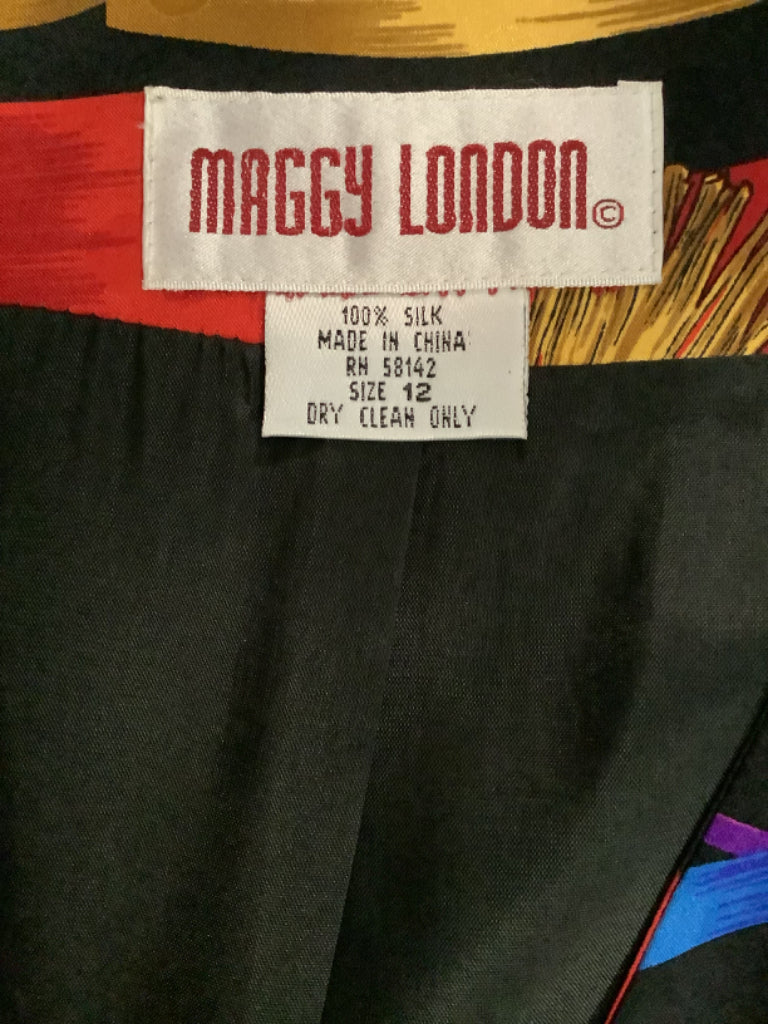 MAGGY LONDON©
100% SILK
MADE IN CHINA
RN 58142
SIZE 12
DRY CLEAN ONLY